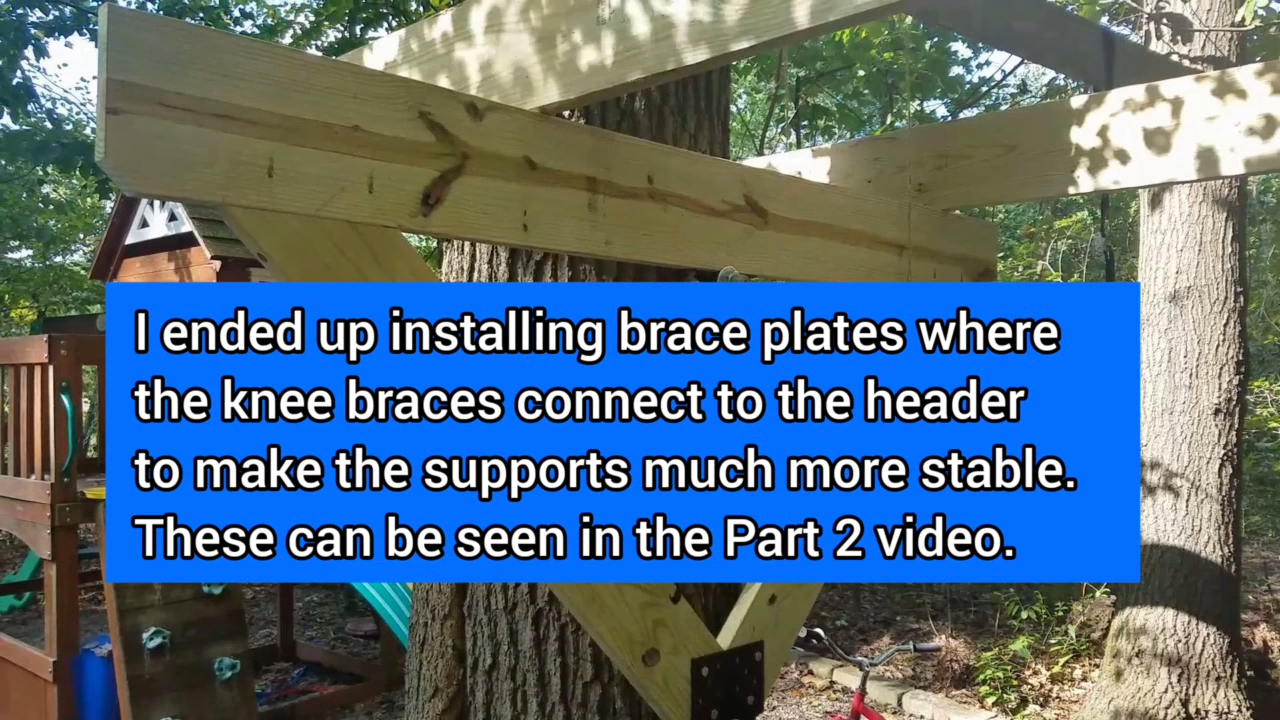 I ended up installing brace plates where
the knee braces connect to the header
to make the supports much more stable.
These can be seen in the Part 2 video.